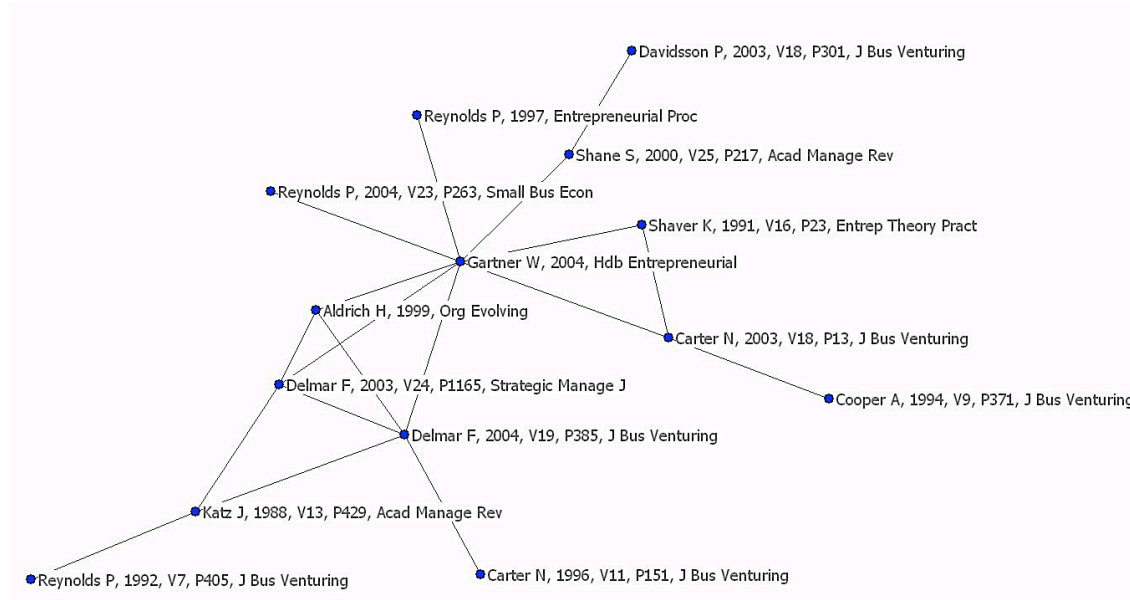 Davidsson P, 2003, V18, P301, J Bus Venturing
Reynolds P, 1997, Entrepreneurial Proc
Shane S, 2000, V25, P217, Acad Manage Rev
Reynolds P, 2004, V23, P263, Small Bus Econ
Shaver K, 1991, V16, P23, Entrep Theory Pract
Gartner W, 2004, Hdb Entrepreneurial
Aldrich H, 1999, Org Evolving
Carter N, 2003, V18, P13, J Bus Venturing
Delmar F, 2003, V24, P1165, Strategic Manage J
Cooper A, 1994, V9, P371, J Bus Venturing
Delmar F, 2004, V19, P385, J Bus Venturing
Katz J, 1988, V13, P429, Acad Manage Rev
Carter N, 1996, V11, P151, J Bus Venturing
Reynolds P, 1992, V7, P405, J Bus Venturing